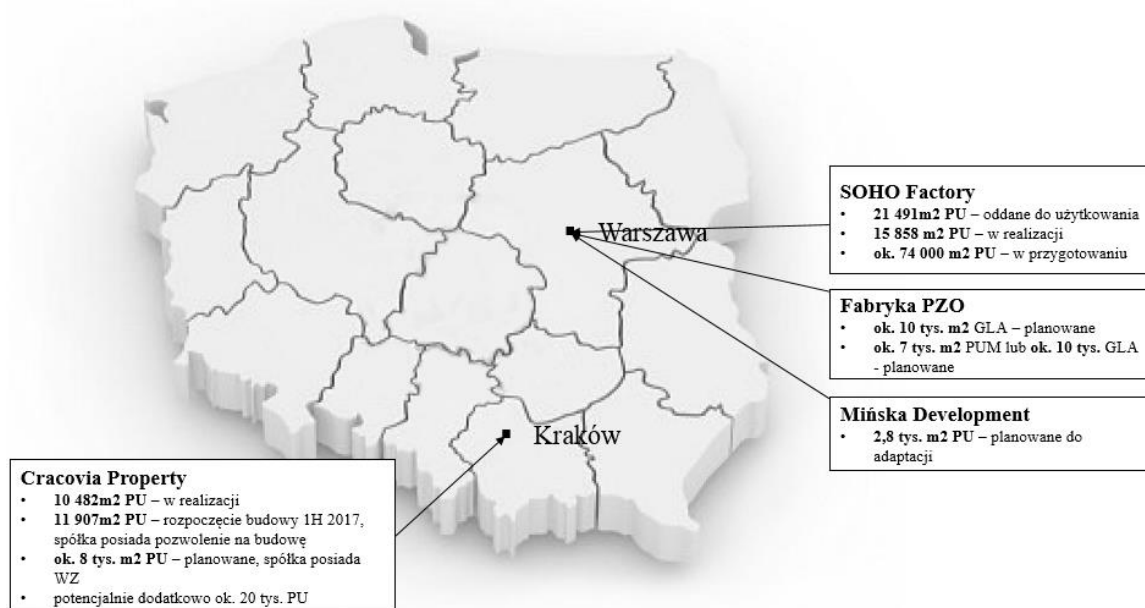 SOHO Factory
• 21 491m2 PU – oddane do użytkowania
• 15 858 m2 PU – w realizacji
• ok. 74 000 m2 PU – w przygotowaniu
Warszawa
Fabryka PZO
• ok. 10 tys. m2 GLA – planowane
• ok. 7 tys. m2 PUM lub ok. 10 tys. GLA
- planowane
Mińska Development
• 2,8 tys. m2 PU – planowane do
adaptacji
Kraków
Cracovia Property
• 10 482m2 PU – w realizacji
• 11 907m2 PU – rozpoczęcie budowy 1H 2017,
spółka posiada pozwolenie na budowę
• ok. 8 tys. m2 PU – planowane, spółka posiada
WZ
• potencjalnie dodatkowo ok. 20 tys. PU